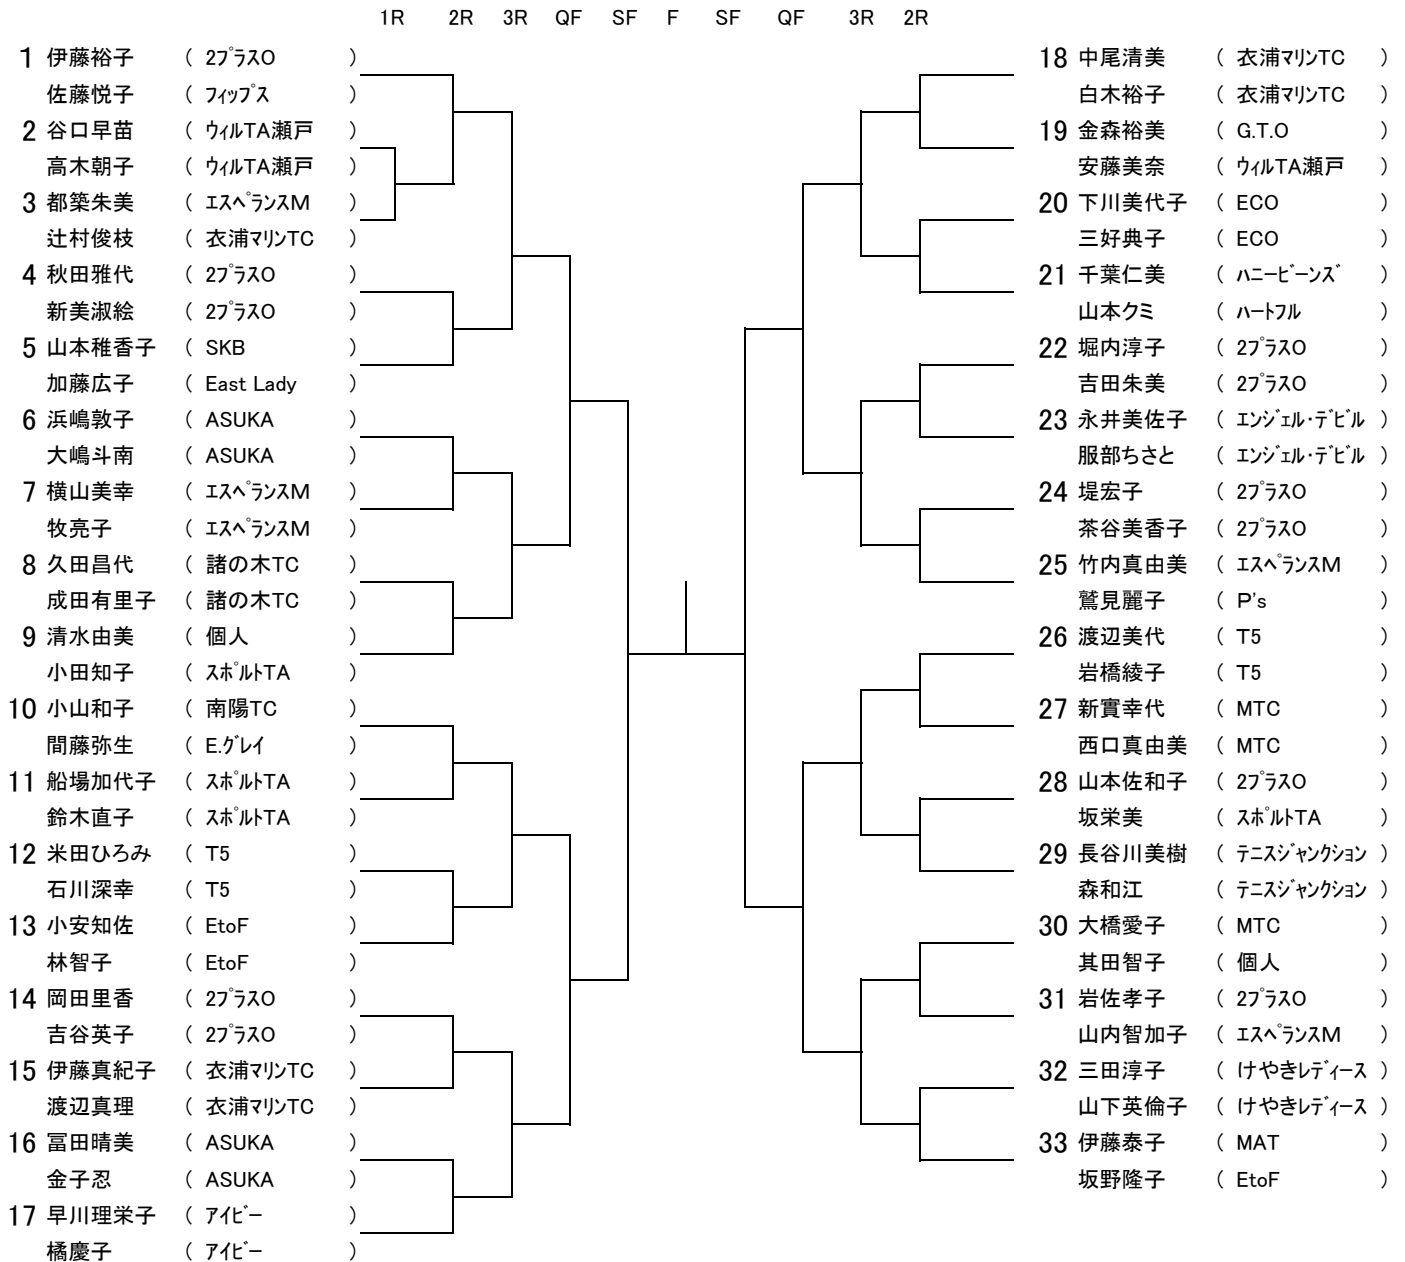 1R 2R 3R QF SF F SF QF 3R 2R
1 伊藤裕子 ( 2ﾌﾟﾗｽO )
佐藤悦子 ( ﾌｨｯﾌﾟｽ )
2 谷口早苗 ( ｳｨﾙTA瀬戸 )
高木朝子 ( ｳｨﾙTA瀬戸 )
3 都築朱美 ( ｴｽﾍﾟﾗﾝｽM )
辻村俊枝 ( 衣浦ﾏﾘﾝTC )
4 秋田雅代 ( 2ﾌﾟﾗｽO )
新美淑絵 ( 2ﾌﾟﾗｽO )
5 山本稚香子 ( SKB )
加藤広子 ( East Lady )
6 浜嶋敦子 ( ASUKA )
大嶋斗南 ( ASUKA )
7 横山美幸 ( ｴｽﾍﾟﾗﾝｽM )
牧亮子 ( ｴｽﾍﾟﾗﾝｽM )
8 久田昌代 ( 諸の木TC )
成田有里子 ( 諸の木TC )
9 清水由美 ( 個人 )
小田知子 ( ｽﾎﾟﾙﾄTA )
10 小山和子 ( 南陽TC )
間藤弥生 ( E.ｸﾞﾚｲ )
11 船場加代子 ( ｽﾎﾟﾙﾄTA )
鈴木直子 ( ｽﾎﾟﾙﾄTA )
12 米田ひろみ ( T5 )
石川深幸 ( T5 )
13 小安知佐 ( EtoF )
林智子 ( EtoF )
14 岡田里香 ( 2ﾌﾟﾗｽO )
吉谷英子 ( 2ﾌﾟﾗｽO )
15 伊藤真紀子 ( 衣浦ﾏﾘﾝTC )
渡辺真理 ( 衣浦ﾏﾘﾝTC )
16 冨田晴美 ( ASUKA )
金子忍 ( ASUKA )
17 早川理栄子 ( ｱｲﾋﾞｰ )
橘慶子 ( ｱｲﾋﾞｰ )
18 中尾清美 ( 衣浦ﾏﾘﾝTC )
白木裕子 ( 衣浦ﾏﾘﾝTC )
19 金森裕美 ( G.T.O )
安藤美奈 ( ｳｨﾙTA瀬戸 )
20 下川美代子 ( ECO )
三好典子 ( ECO )
21 千葉仁美 ( ﾊﾆｰﾋﾞｰﾝｽﾞ )
山本クミ ( ﾊｰﾄﾌﾙ )
22 堀内淳子 ( 2ﾌﾟﾗｽO )
吉田朱美 ( 2ﾌﾟﾗｽO )
23 永井美佐子 ( ｴﾝｼﾞｪﾙ･ﾃﾞﾋﾞﾙ )
服部ちさと ( ｴﾝｼﾞｪﾙ･ﾃﾞﾋﾞﾙ )
24 堤宏子 ( 2ﾌﾟﾗｽO )
茶谷美香子 ( 2ﾌﾟﾗｽO )
25 竹内真由美 ( ｴｽﾍﾟﾗﾝｽM )
鷲見麗子 ( P's )
26 渡辺美代 ( T5 )
岩橋綾子 ( T5 )
27 新實幸代 ( MTC )
西口真由美 ( MTC )
28 山本佐和子 ( 2ﾌﾟﾗｽO )
坂栄美 ( ｽﾎﾟﾙﾄTA )
29 長谷川美樹 ( ﾃﾆｽｼﾞｬﾝｸｼｮﾝ )
森和江 ( ﾃﾆｽｼﾞｬﾝｸｼｮﾝ )
30 大橋愛子 ( MTC )
其田智子 ( 個人 )
31 岩佐孝子 ( 2ﾌﾟﾗｽO )
山内智加子 ( ｴｽﾍﾟﾗﾝｽM )
32 三田淳子 ( けやきﾚﾃﾞｨｰｽ )
山下英倫子 ( けやきﾚﾃﾞｨｰｽ )
33 伊藤泰子 ( MAT )
坂野隆子 ( EtoF )